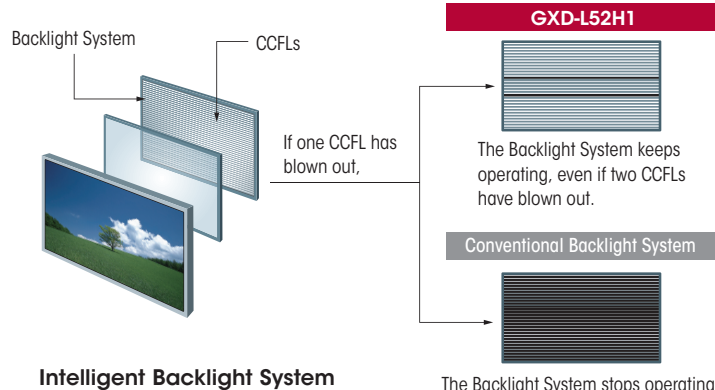 Backlight System
CCFLs
If one CCFL has
blown out,
GXD-L52H1
The Backlight System keeps
operating, even if two CCFLs
have blown out.
Conventional Backlight System
The Backlight System stops operating
Intelligent Backlight System